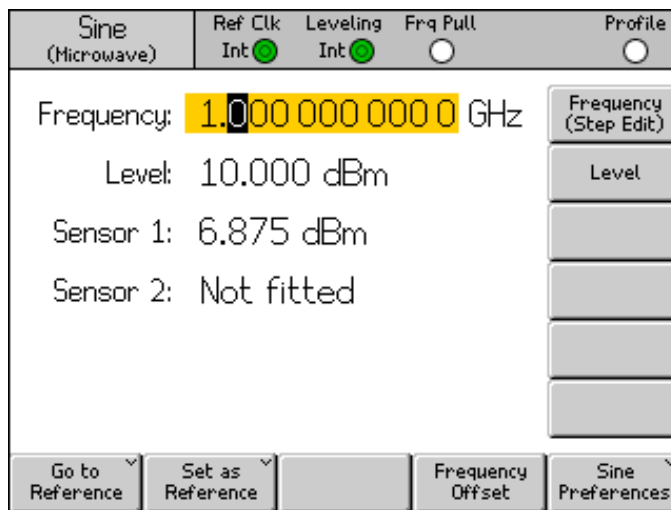 Sine
(Microwave)
Ref Clk
Int
Leveling
Int
Frq Pull
Profile
Frequency: 1.000 000 000 0 GHz
Level: 10.000 dBm
Sensor 1: 6.875 dBm
Sensor 2: Not fitted
Frequency
(Step Edit)
Level
Go to
Reference
Set as
Reference
Frequency
Offset
Sine
Preferences